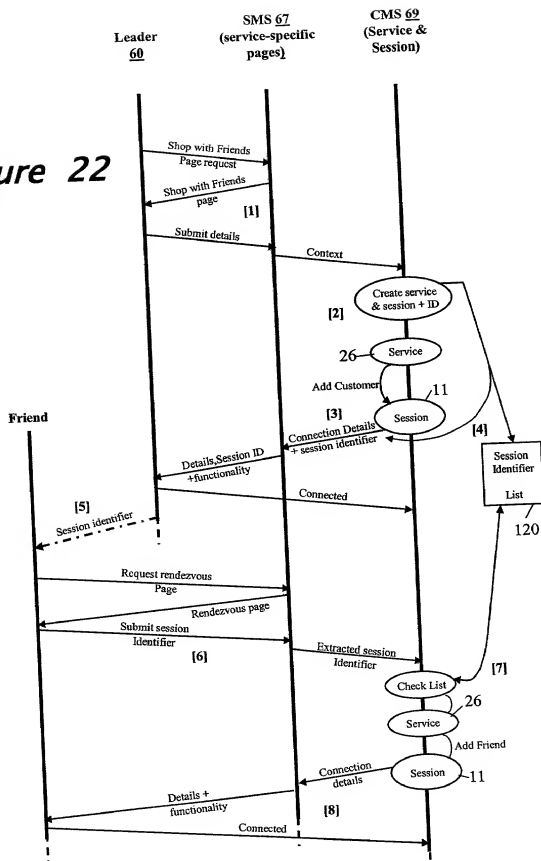 SMS 67
(service-specific
pages)
CMS 69
(Service &
Session)
Leader
60
ure 22
Shop with Friends
Page request
Shop with Friends
page
[1]
Submit details
Context
Create service
& session + ID
[2]
26
Service
Add Customer
11
Session
[3]
Connection Details
+ session identifier
[4]
Session
Identifier
List
120
Friend
Details,Session ID
+functionality
Connected
[5]
Session identifier
Request rendezvous
Page
Rendezvous page
Submit session
Identifier
[6]
Extracted session
Identifier
[7]
Check List
26
Service
Add Friend
Session
11
Connection
details
Details +
functionality
[8]
Connected